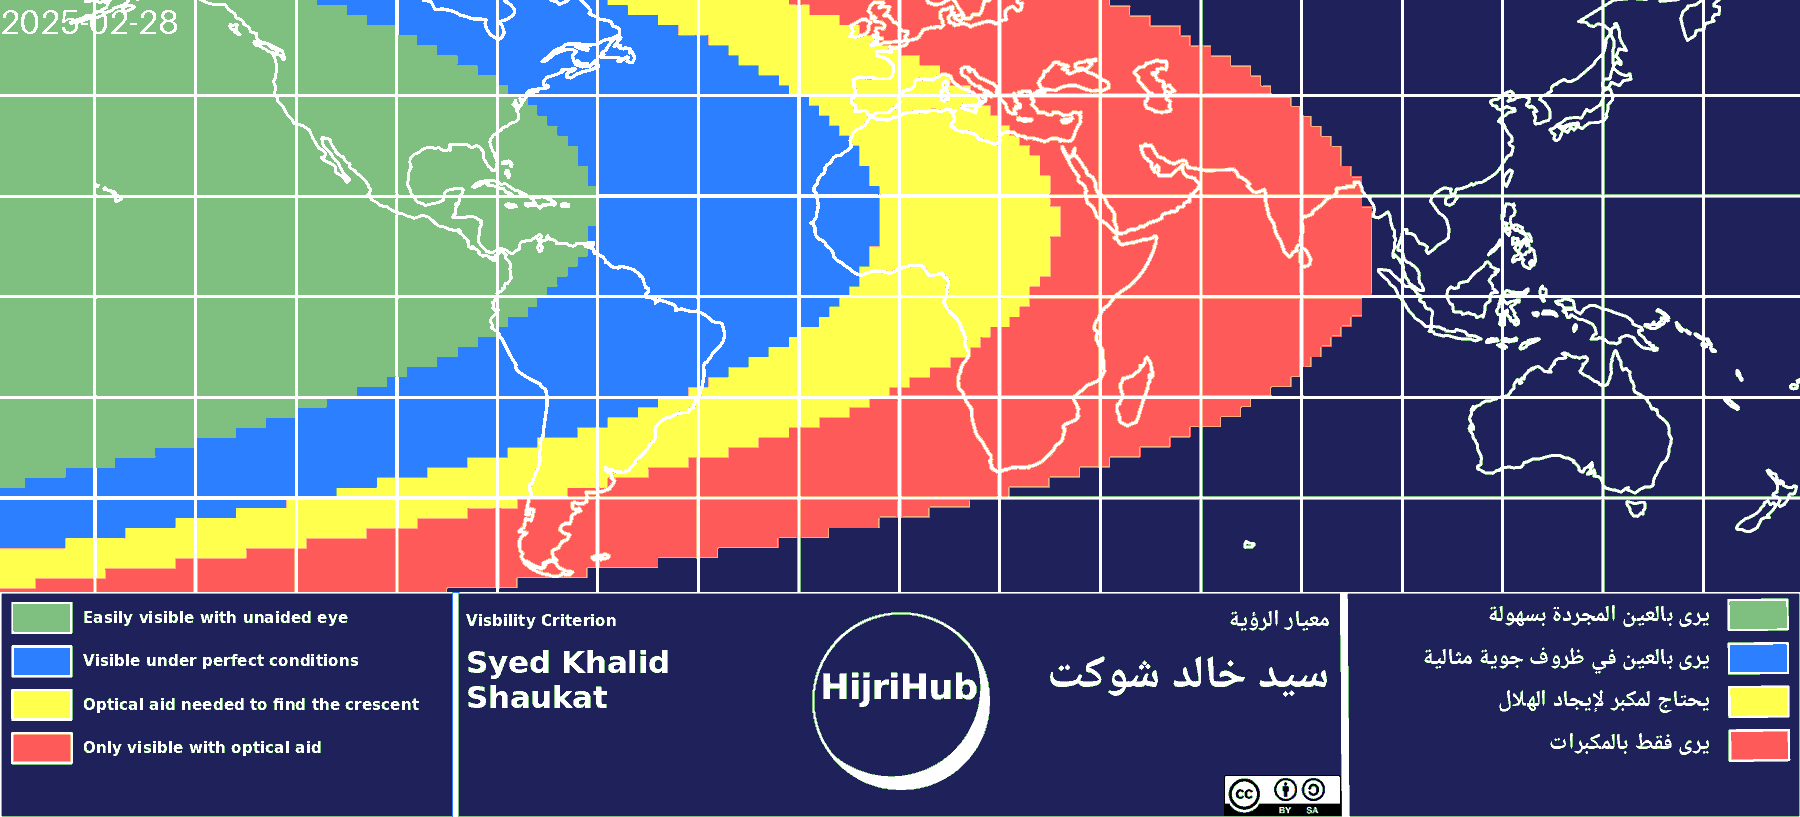 2025-02-28
Easily visible with unaided eye
Visible under perfect conditions
Optical aid needed to find the crescent
Only visible with optical aid
Visbility Criterion
Syed Khalid
Shaukat
HijriHub
معيار الرؤية
سيد خالد شوكت
cc
BY SA
يرى بالعين المجردة بسهولة
يرى بالعين في ظروف جوية مثالية
يحتاج لمكبر لإيجاد الهلال
يرى فقط بالمكبرات